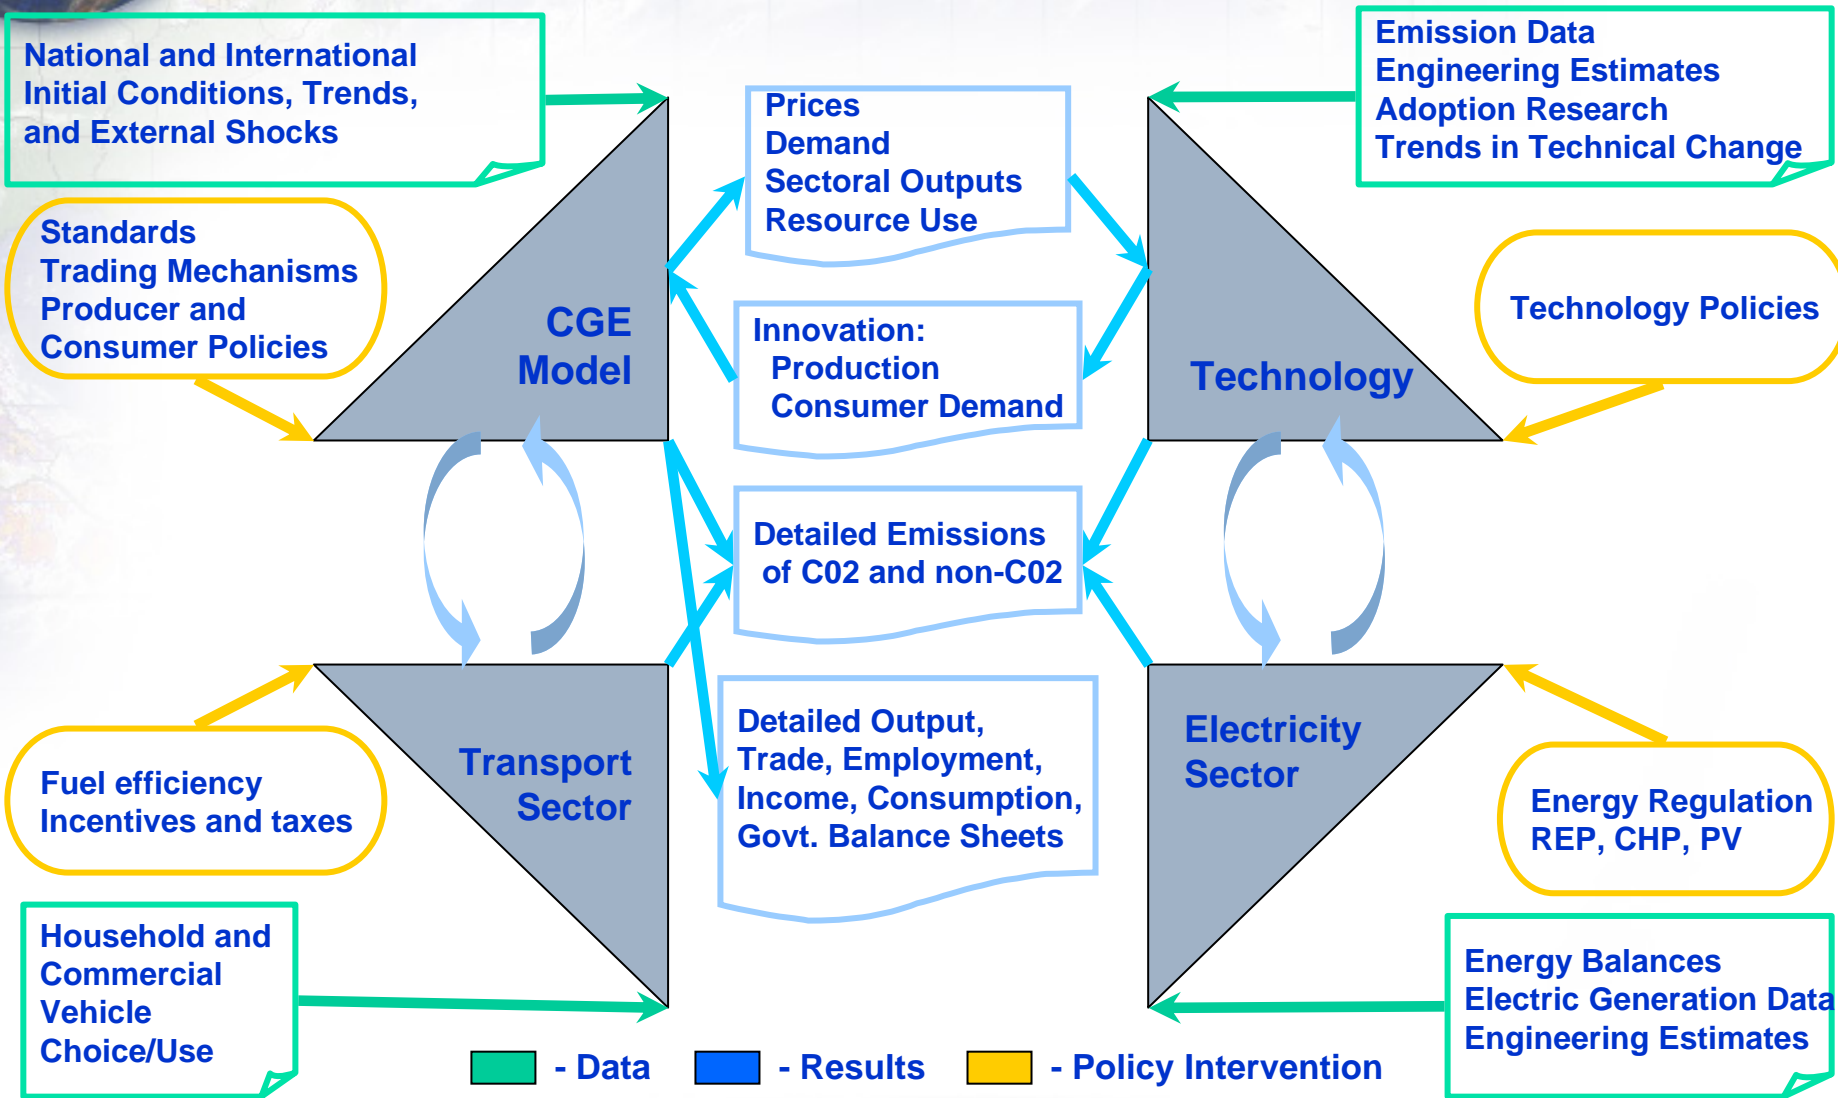 National and International
Initial Conditions, Trends,
and External Shocks
Emission Data
Engineering Estimates
Adoption Research
Trends in Technical Change
Prices
Demand
Sectoral Outputs
Resource Use
Standards
Trading Mechanisms
Producer and
Consumer Policies
CGE
Model
Innovation:
Production
Consumer Demand
Technology
Technology Policies
Detailed Emissions
of C02 and non-C02
Fuel efficiency
Incentives and taxes
Transport
Sector
Detailed Output,
Trade, Employment,
Income, Consumption,
Govt. Balance Sheets
Electricity
Sector
Energy Regulation
REP, CHP, PV
Household and
Commercial
Vehicle
Choice/Use
Energy Balances
Electric Generation Data
Engineering Estimates
- Data - Results - Policy Intervention